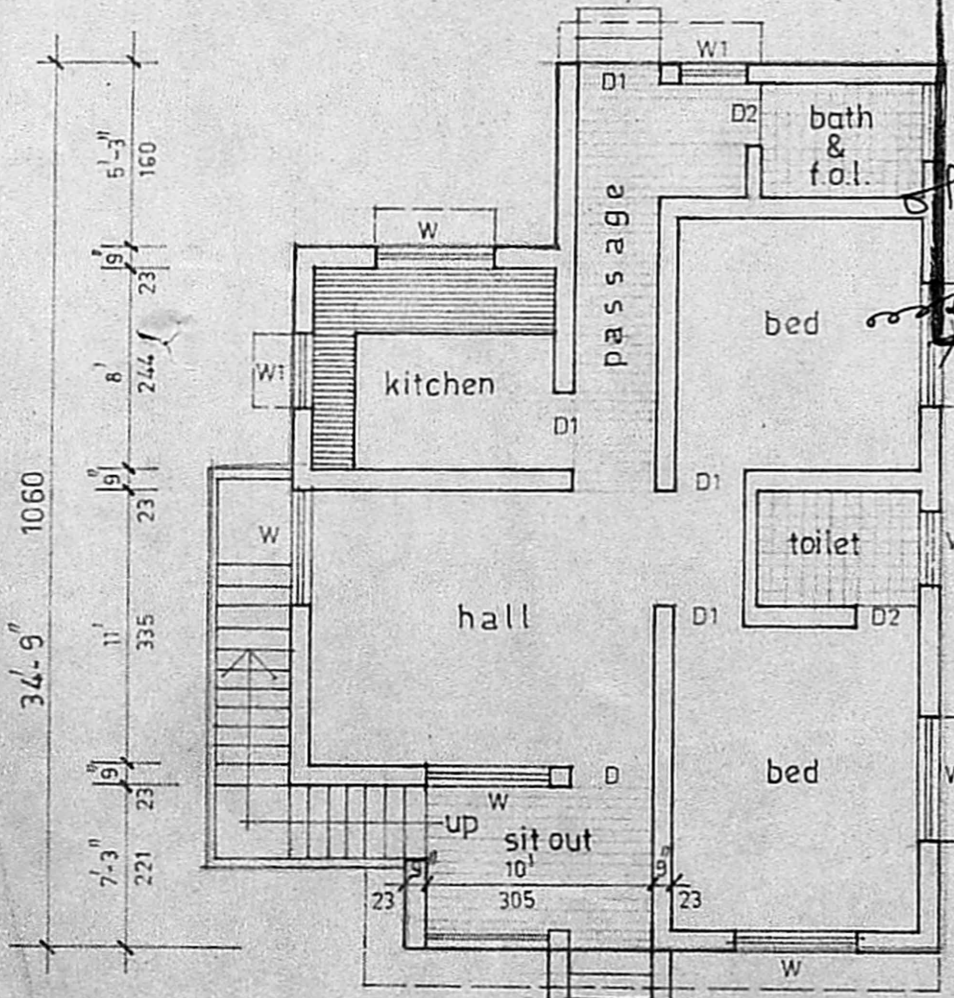 W1
D1
D2
bath
&
f.o.l.
5'-3"
160
passage
W
9"
23
bed
8'
244
W1
kitchen
D1
9"
23
D1
W
toilet
34'-9"
1060
hall
11'
335
D1
D2
9"
23
D
bed
W
up
sit out
7'-3"
221
10'
9"
23
305
23
W